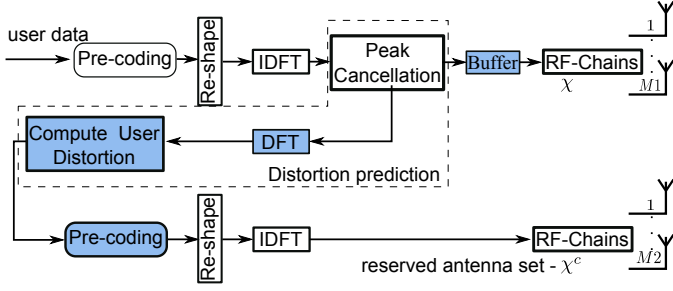 user data
Pre-coding
Re-shape
IDFT
Peak
Cancellation
Buffer
RF-Chains
χ
1
M1
Compute User
Distortion
DFT
Distortion prediction
Pre-coding
Re-shape
IDFT
RF-Chains
reserved antenna set - χᶜ
1
M2